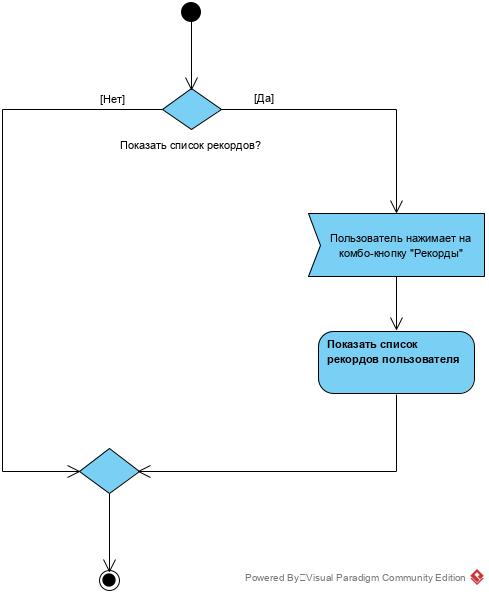 [Нет]
[Да]
Показать список рекордов?
Пользователь нажимает на
комбо-кнопку "Рекорды"
Показать список
рекордов пользователя
Powered By Visual Paradigm Community Edition